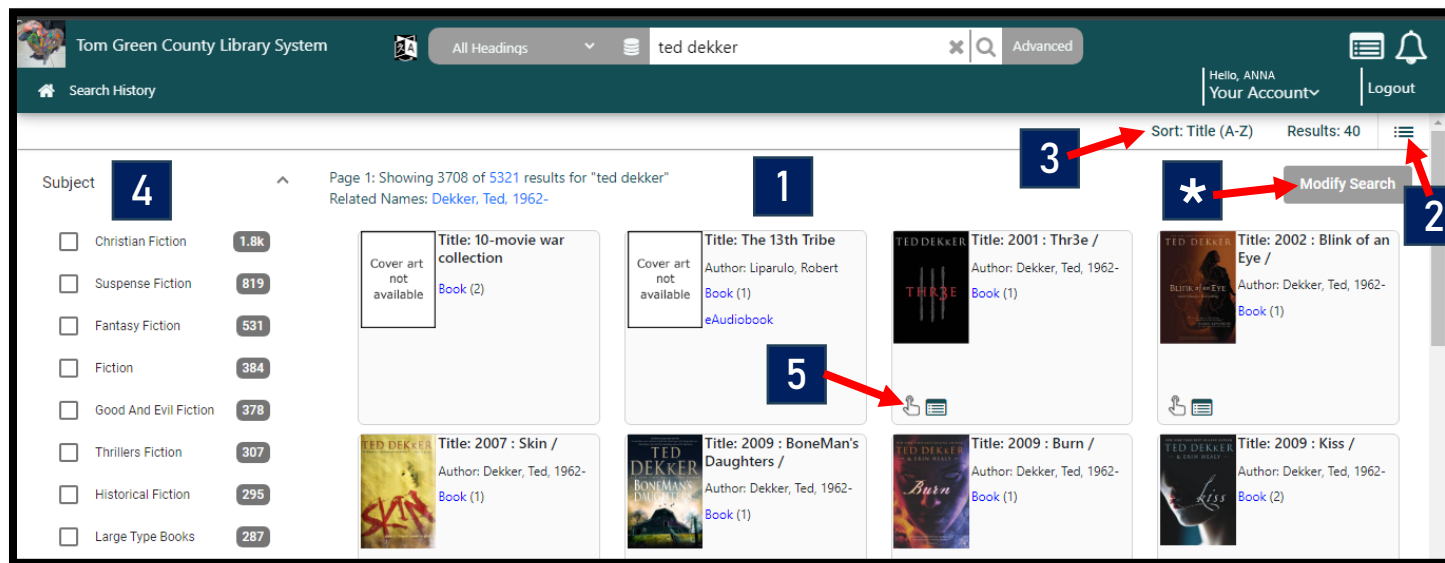 Tom Green County Library System
All Headings
ted dekker
Advanced
Search History
Hello, ANNA
Your Account
Logout
3
Sort: Title (A-Z)
Results: 40
Subject
4
Page 1: Showing 3708 of 5321 results for "ted dekker"
Related Names: Dekker, Ted, 1962-
1
*
Modify Search
2
Christian Fiction 1.8k
Suspense Fiction 819
Fantasy Fiction 531
Fiction 384
Good And Evil Fiction 378
Thrillers Fiction 307
Historical Fiction 295
Large Type Books 287
Cover art
not
available
Title: 10-movie war
collection
Book (2)
Cover art
not
available
Title: The 13th Tribe
Author: Liparulo, Robert
Book (1)
eAudiobook
5
TED DEKKER
THR3E
Title: 2001 : Thr3e /
Author: Dekker, Ted, 1962-
Book (1)
TED DEKKER
BLINK of an EYE
Title: 2002 : Blink of an
Eye /
Author: Dekker, Ted, 1962-
Book (1)
TED DEKKER
SKIN
Title: 2007 : Skin /
Author: Dekker, Ted, 1962-
Book (1)
TED
DEKKER
BONEMAN'S
DAUGHTERS
Title: 2009 : BoneMan's
Daughters /
Author: Dekker, Ted, 1962-
Book (1)
TED DEKKER
& ERIN HEALY
Burn
Title: 2009 : Burn /
Author: Dekker, Ted, 1962-
Book (1)
TED DEKKER
& ERIN HEALY
kiss
Title: 2009 : Kiss /
Author: Dekker, Ted, 1962-
Book (2)